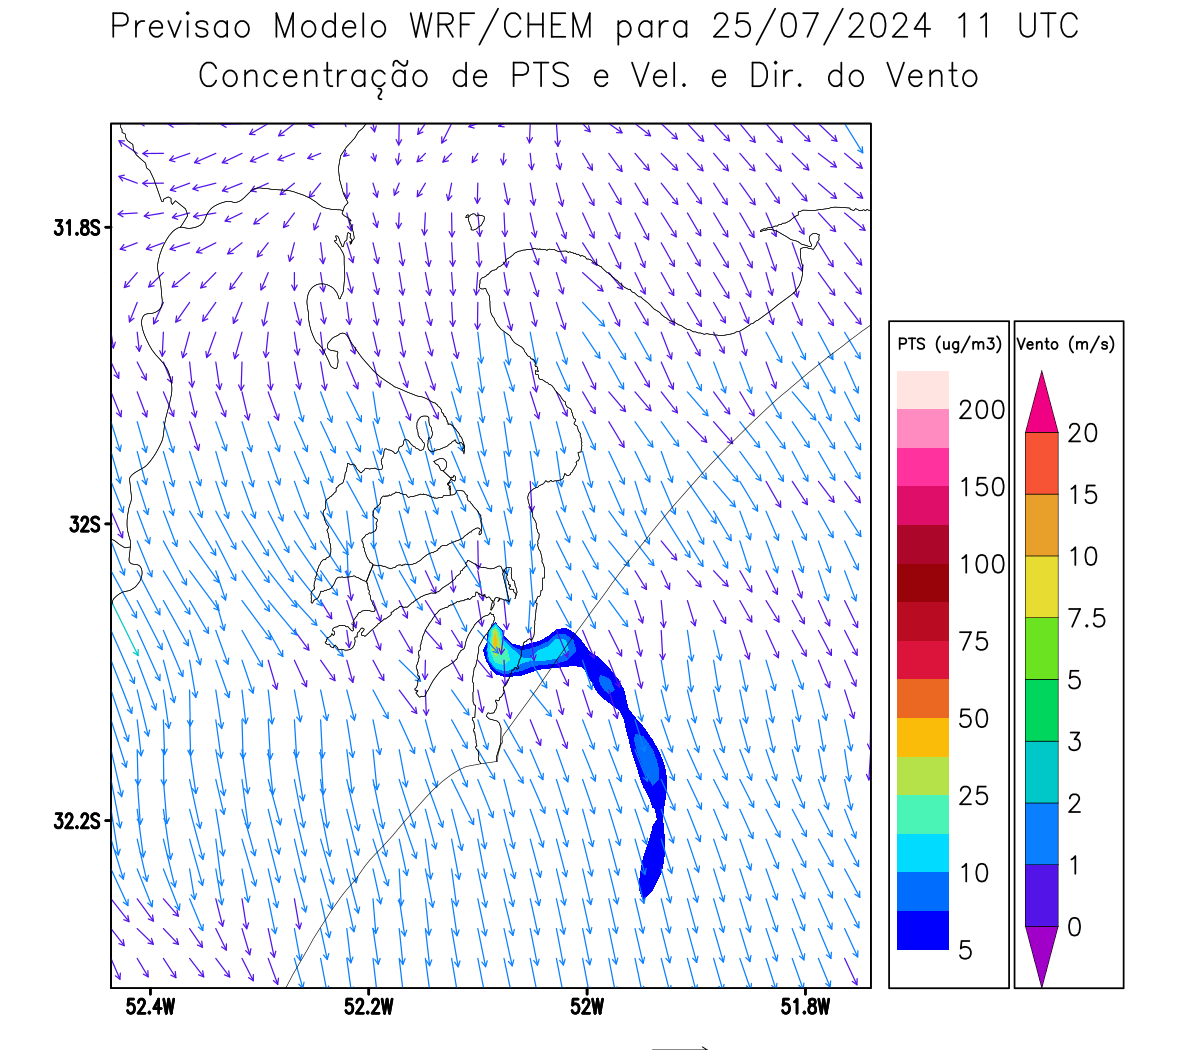 Previsao Modelo WRF/CHEM para 25/07/2024 11 UTC
Concentração de PTS e Vel. e Dir. do Vento
31.8S
32S
32.2S
52.4W 52.2W 52W 51.8W
PTS (ug/m3)
200
150
100
75
50
25
10
5
Vento (m/s)
20
15
10
7.5
5
3
2
1
0